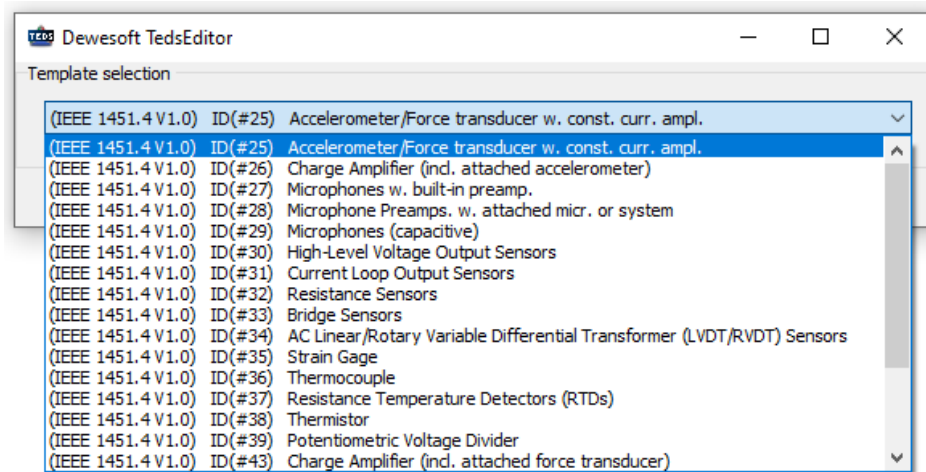 TEDS Dewesoft TedsEditor
Template selection
(IEEE 1451.4 V1.0) ID(#25) Accelerometer/Force transducer w. const. curr. ampl.
(IEEE 1451.4 V1.0) ID(#25) Accelerometer/Force transducer w. const. curr. ampl.
(IEEE 1451.4 V1.0) ID(#26) Charge Amplifier (incl. attached accelerometer)
(IEEE 1451.4 V1.0) ID(#27) Microphones w. built-in preamp.
(IEEE 1451.4 V1.0) ID(#28) Microphone Preamps. w. attached micr. or system
(IEEE 1451.4 V1.0) ID(#29) Microphones (capacitive)
(IEEE 1451.4 V1.0) ID(#30) High-Level Voltage Output Sensors
(IEEE 1451.4 V1.0) ID(#31) Current Loop Output Sensors
(IEEE 1451.4 V1.0) ID(#32) Resistance Sensors
(IEEE 1451.4 V1.0) ID(#33) Bridge Sensors
(IEEE 1451.4 V1.0) ID(#34) AC Linear/Rotary Variable Differential Transformer (LVDT/RVDT) Sensors
(IEEE 1451.4 V1.0) ID(#35) Strain Gage
(IEEE 1451.4 V1.0) ID(#36) Thermocouple
(IEEE 1451.4 V1.0) ID(#37) Resistance Temperature Detectors (RTDs)
(IEEE 1451.4 V1.0) ID(#38) Thermistor
(IEEE 1451.4 V1.0) ID(#39) Potentiometric Voltage Divider
(IEEE 1451.4 V1.0) ID(#43) Charge Amplifier (incl. attached force transducer)